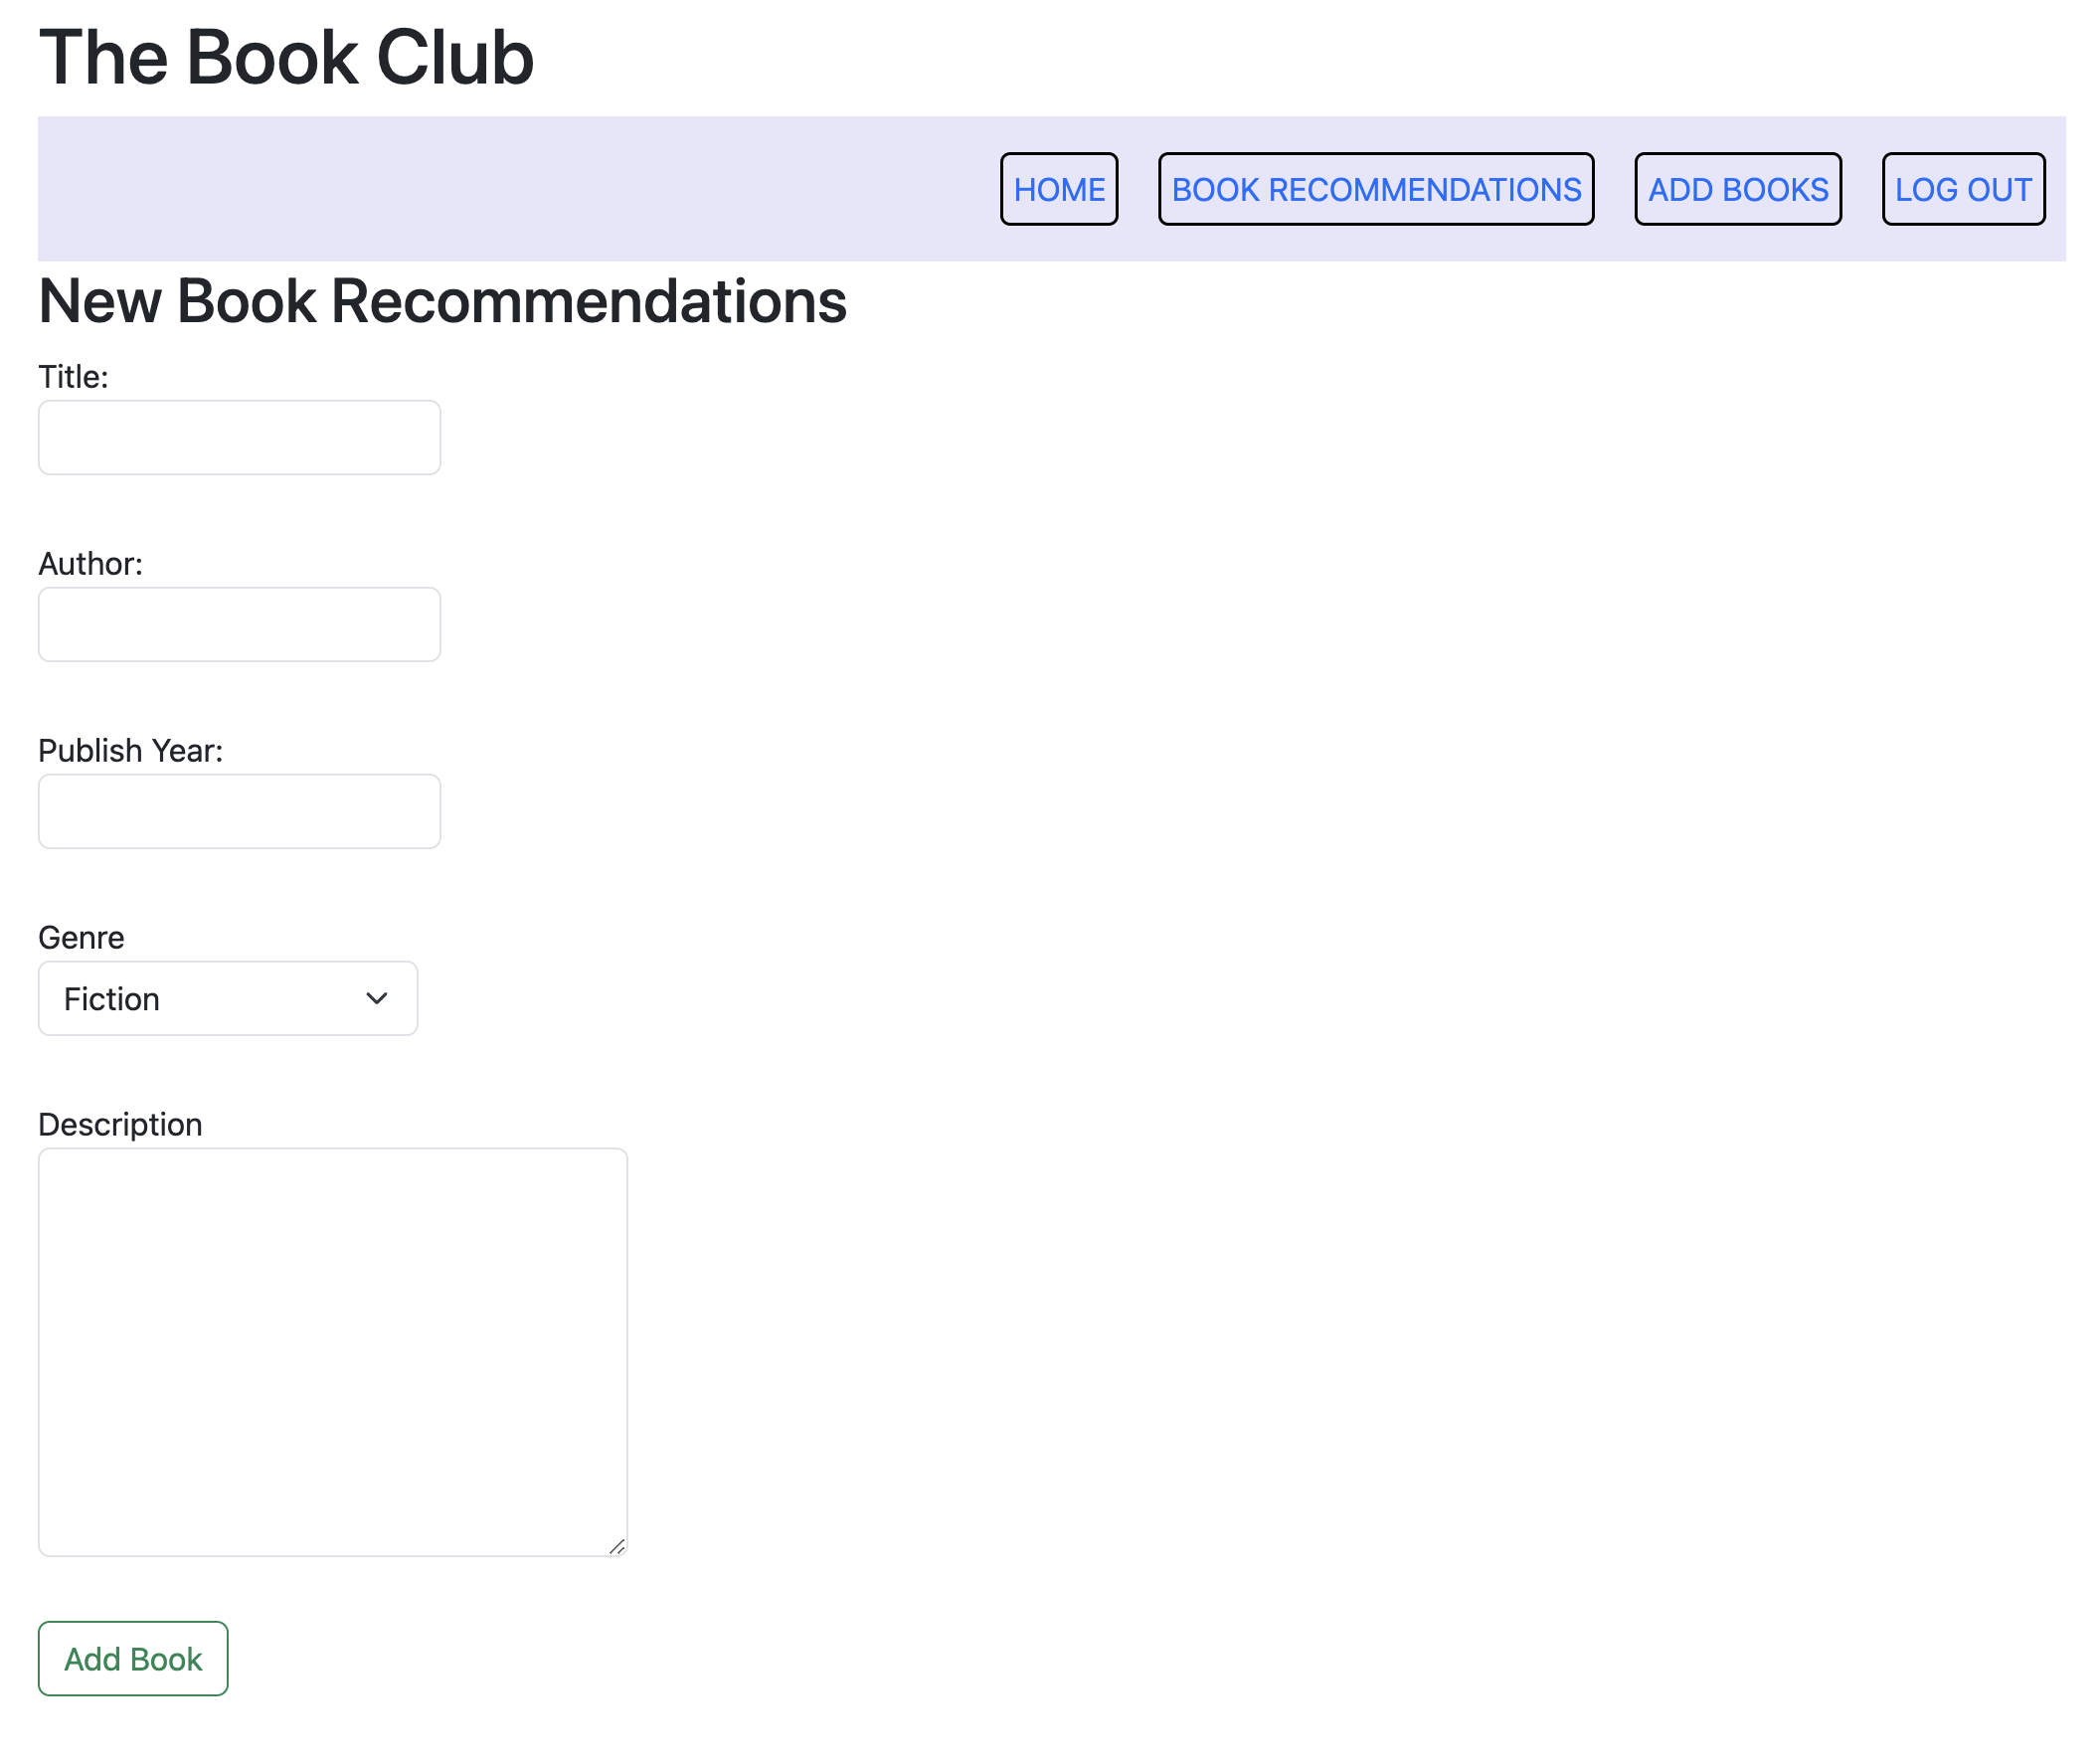 The Book Club
HOME BOOK RECOMMENDATIONS ADD BOOKS LOG OUT
New Book Recommendations
Title:
Author:
Publish Year:
Genre
Fiction
Description
Add Book